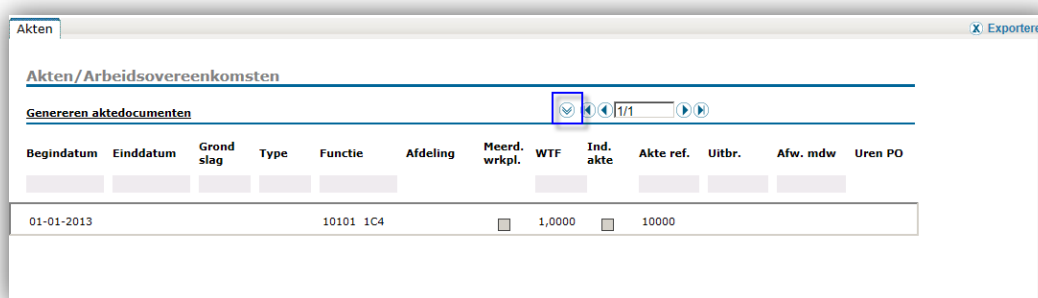 Akten
Exportere
Akten/Arbeidsovereenkomsten
Genereren aktedocumenten 1/1
Begindatum Einddatum Grond slag Type Functie Afdeling Meerd. wrkpl. WTF Ind. akte Akte ref. Uitbr. Afw. mdw Uren PO
01-01-2013 10101 1C4 1,0000 10000